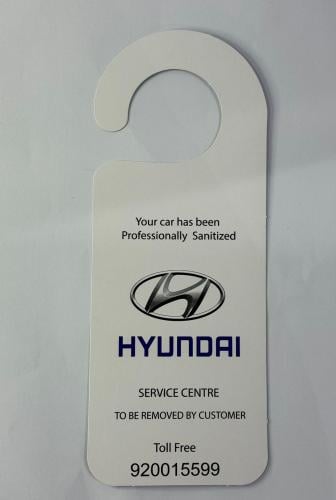 Your car has been
Professionally Sanitized
HYUNDAI
SERVICE CENTRE
TO BE REMOVED BY CUSTOMER
Toll Free
920015599